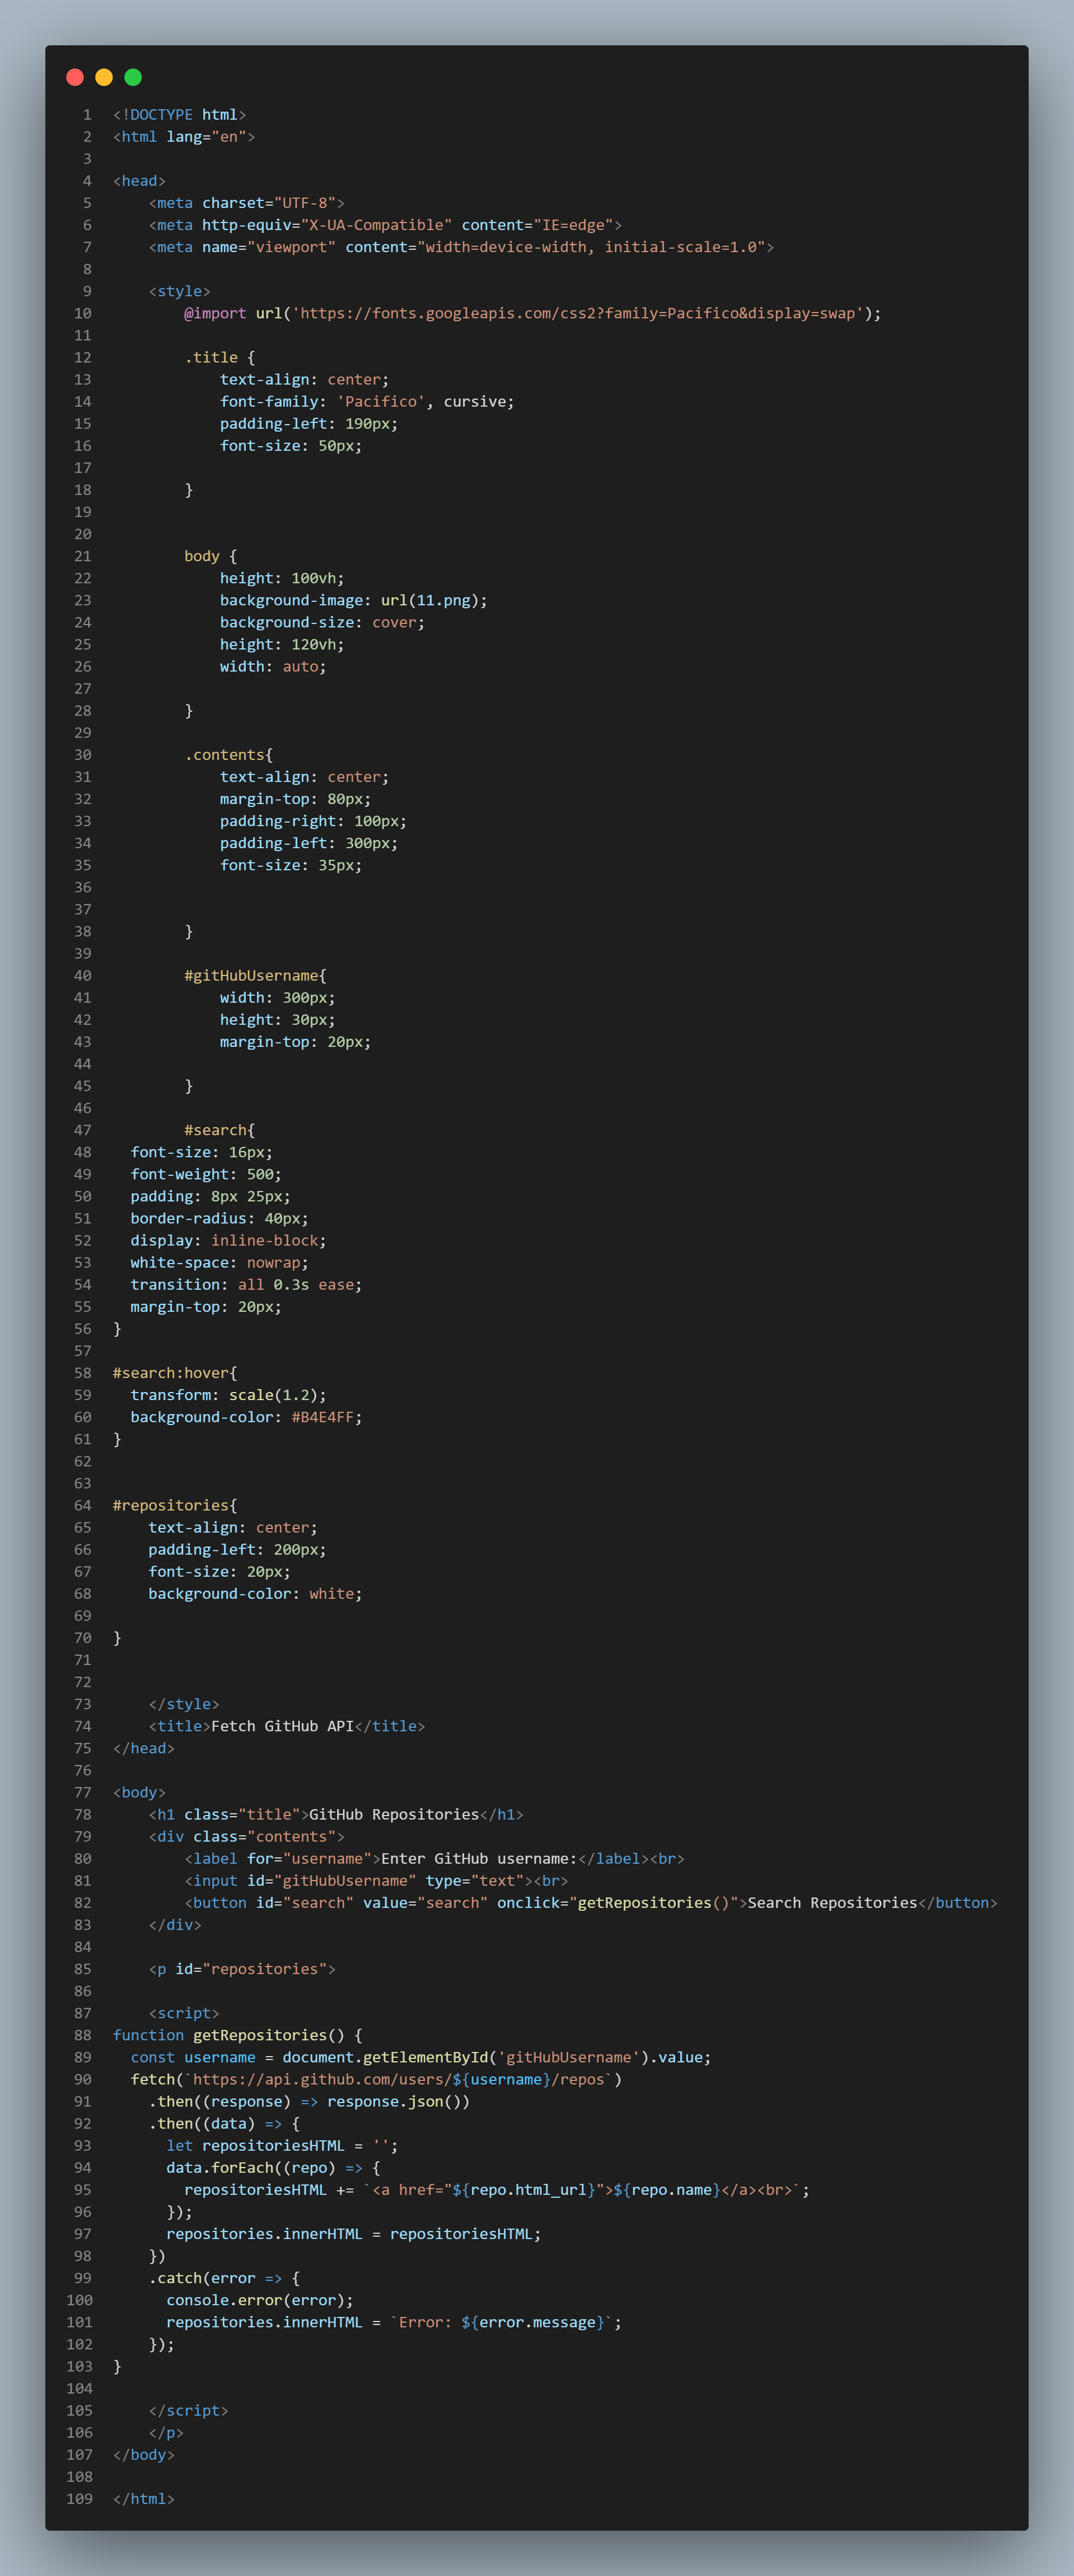 1 <!DOCTYPE html>
2 <html lang="en">
3
4 <head>
5     <meta charset="UTF-8">
6     <meta http-equiv="X-UA-Compatible" content="IE=edge">
7     <meta name="viewport" content="width=device-width, initial-scale=1.0">
8
9     <style>
10         @import url('https://fonts.googleapis.com/css2?family=Pacifico&display=swap');
11
12         .title {
13             text-align: center;
14             font-family: 'Pacifico', cursive;
15             padding-left: 190px;
16             font-size: 50px;
17
18         }
19
20
21         body {
22             height: 100vh;
23             background-image: url(11.png);
24             background-size: cover;
25             height: 120vh;
26             width: auto;
27
28         }
29
30         .contents{
31             text-align: center;
32             margin-top: 80px;
33             padding-right: 100px;
34             padding-left: 300px;
35             font-size: 35px;
36
37
38         }
39
40         #gitHubUsername{
41             width: 300px;
42             height: 30px;
43             margin-top: 20px;
44
45         }
46
47         #search{
48   font-size: 16px;
49   font-weight: 500;
50   padding: 8px 25px;
51   border-radius: 40px;
52   display: inline-block;
53   white-space: nowrap;
54   transition: all 0.3s ease;
55   margin-top: 20px;
56 }
57
58 #search:hover{
59   transform: scale(1.2);
60   background-color: #B4E4FF;
61 }
62
63
64 #repositories{
65     text-align: center;
66     padding-left: 200px;
67     font-size: 20px;
68     background-color: white;
69
70 }
71
72
73     </style>
74     <title>Fetch GitHub API</title>
75 </head>
76
77 <body>
78     <h1 class="title">GitHub Repositories</h1>
79     <div class="contents">
80         <label for="username">Enter GitHub username:</label><br>
81         <input id="gitHubUsername" type="text"><br>
82         <button id="search" value="search" onclick="getRepositories()">Search Repositories</button>
83     </div>
84
85     <p id="repositories">
86
87     <script>
88 function getRepositories() {
89   const username = document.getElementById('gitHubUsername').value;
90   fetch(`https://api.github.com/users/${username}/repos`)
91     .then((response) => response.json())
92     .then((data) => {
93       let repositoriesHTML = '';
94       data.forEach((repo) => {
95         repositoriesHTML += `<a href="${repo.html_url}">${repo.name}</a><br>`;
96       });
97       repositories.innerHTML = repositoriesHTML;
98     })
99     .catch(error => {
100       console.error(error);
101       repositories.innerHTML = `Error: ${error.message}`;
102     });
103 }
104
105     </script>
106     </p>
107 </body>
108
109 </html>